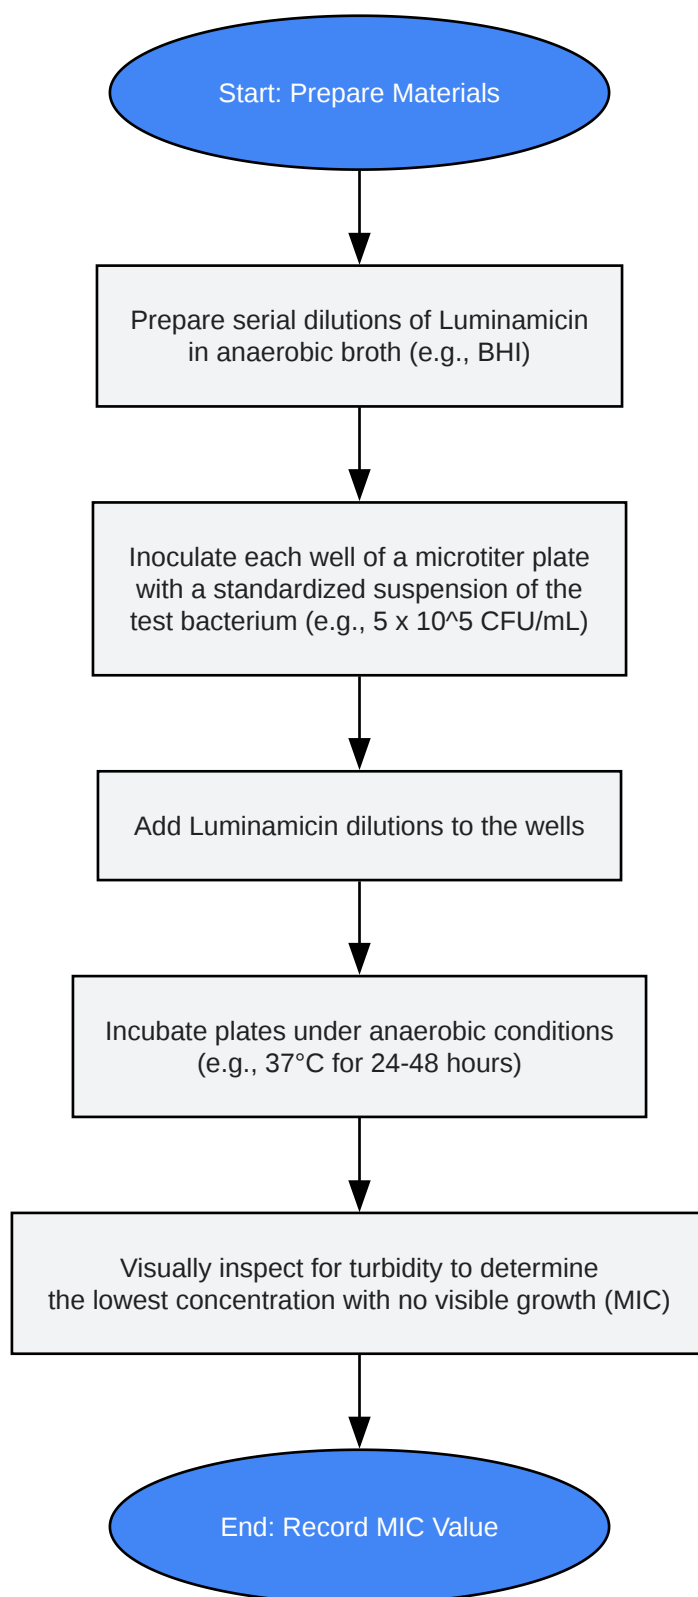 Start: Prepare Materials
Prepare serial dilutions of Luminamicin
in anaerobic broth (e.g., BHI)
Inoculate each well of a microtiter plate
with a standardized suspension of the
test bacterium (e.g., 5 x 10^5 CFU/mL)
Add Luminamicin dilutions to the wells
Incubate plates under anaerobic conditions
(e.g., 37°C for 24-48 hours)
Visually inspect for turbidity to determine
the lowest concentration with no visible growth (MIC)
End: Record MIC Value